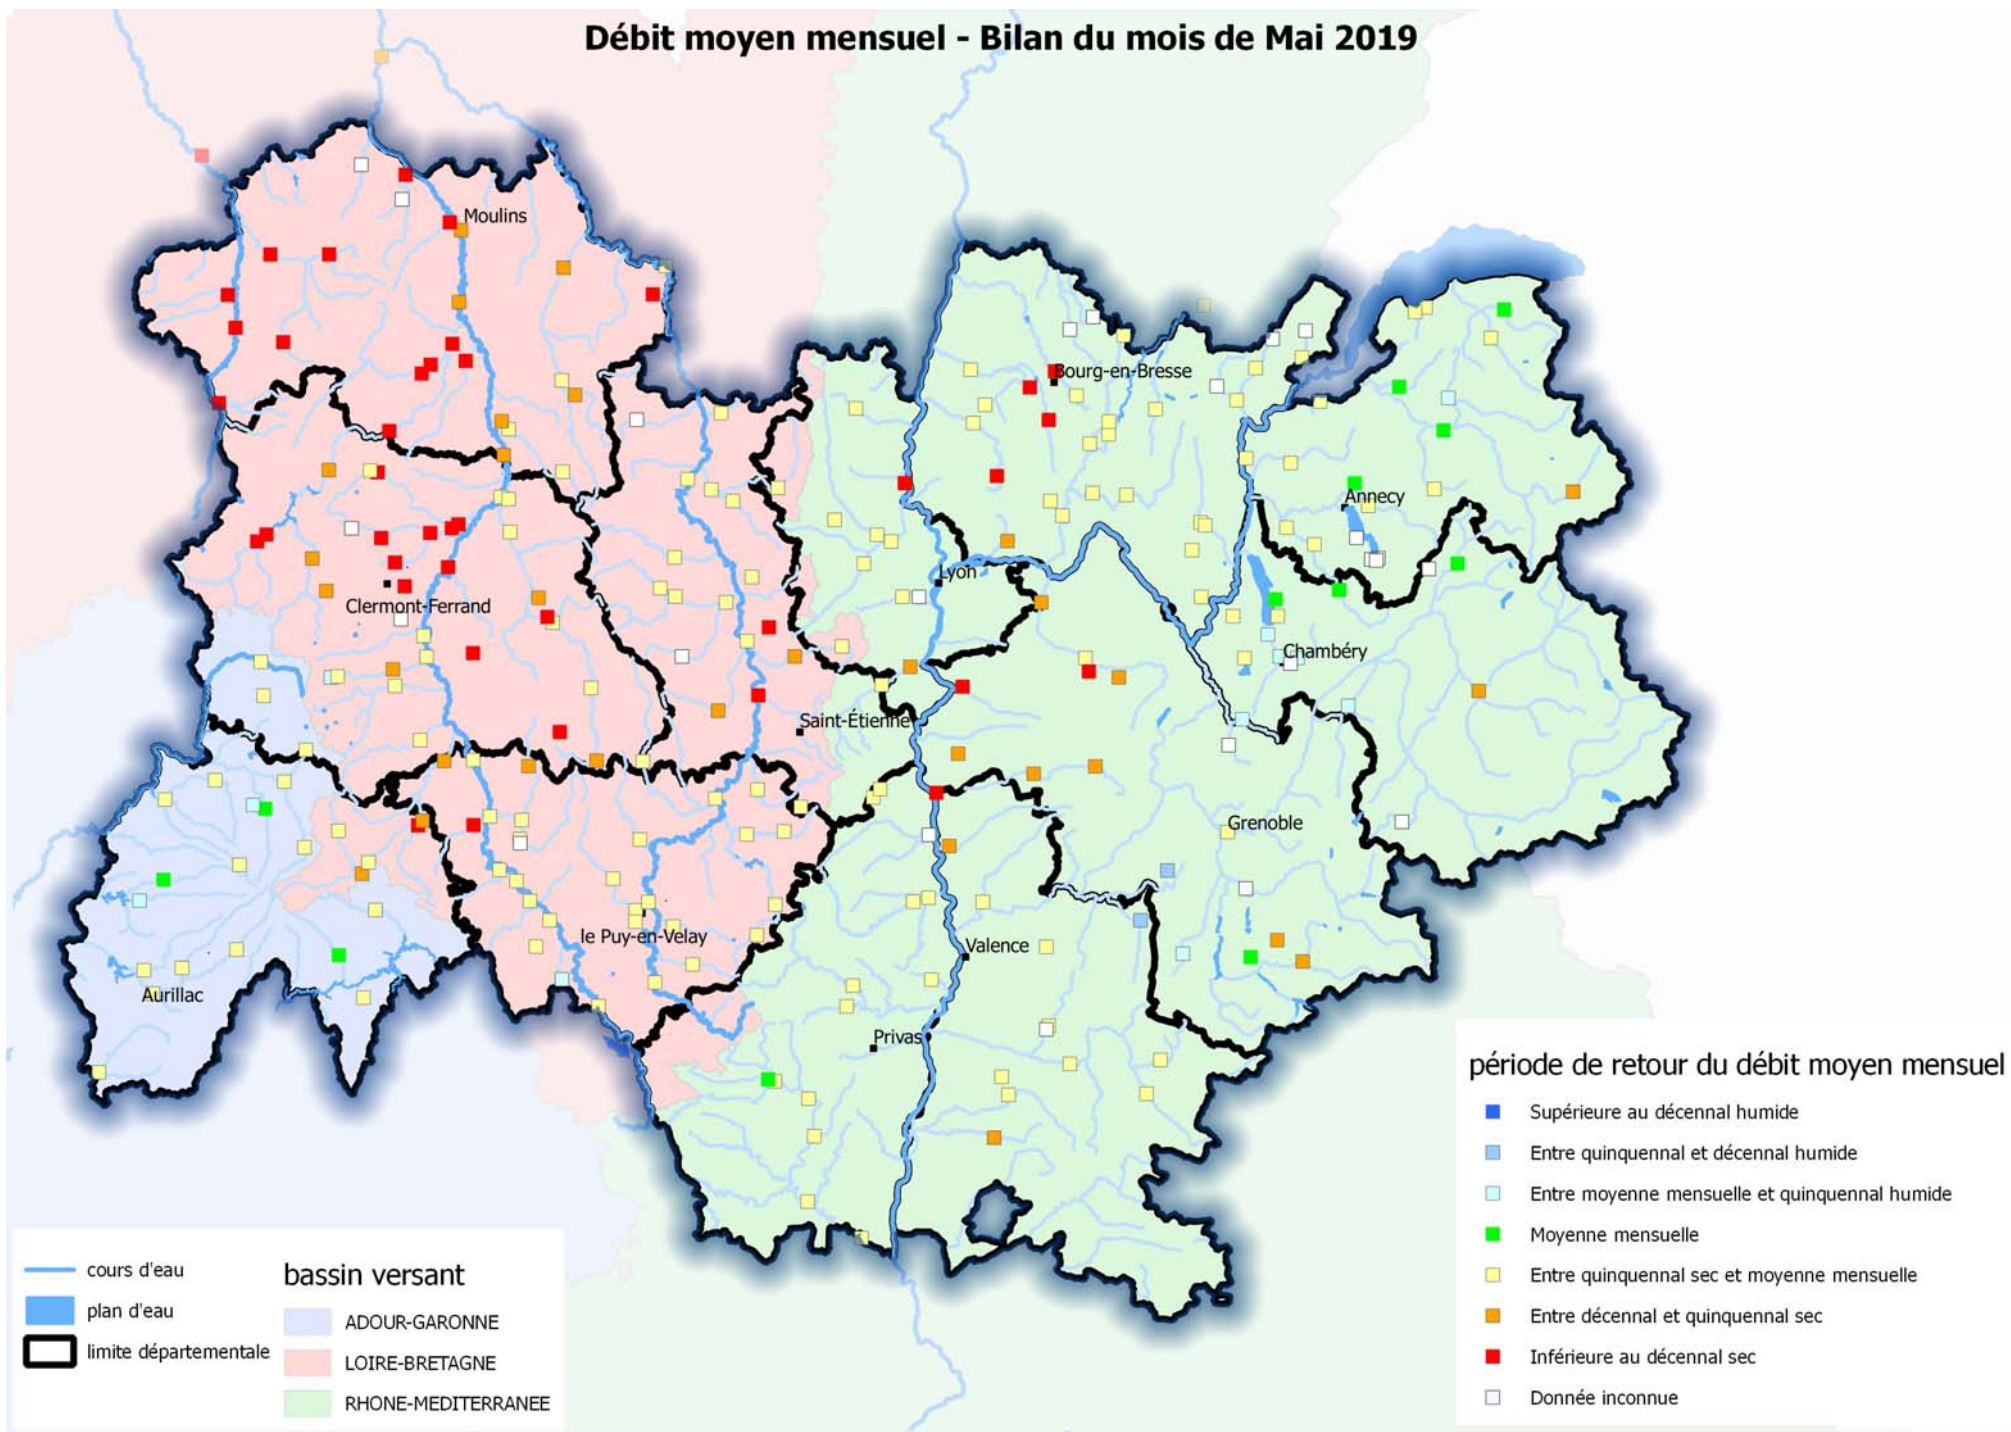 Débit moyen mensuel - Bilan du mois de Mai 2019
Moulins
Bourg-en-Bresse
Annecy
Lyon
Clermont-Ferrand
Chambéry
Saint-Étienne
Grenoble
le Puy-en-Velay
Valence
Aurillac
Privas
période de retour du débit moyen mensuel
Supérieure au décennal humide
Entre quinquennal et décennal humide
Entre moyenne mensuelle et quinquennal humide
Moyenne mensuelle
Entre quinquennal sec et moyenne mensuelle
Entre décennal et quinquennal sec
Inférieure au décennal sec
Donnée inconnue
cours d'eau
plan d'eau
limite départementale
bassin versant
ADOUR-GARONNE
LOIRE-BRETAGNE
RHONE-MEDITERRANEE